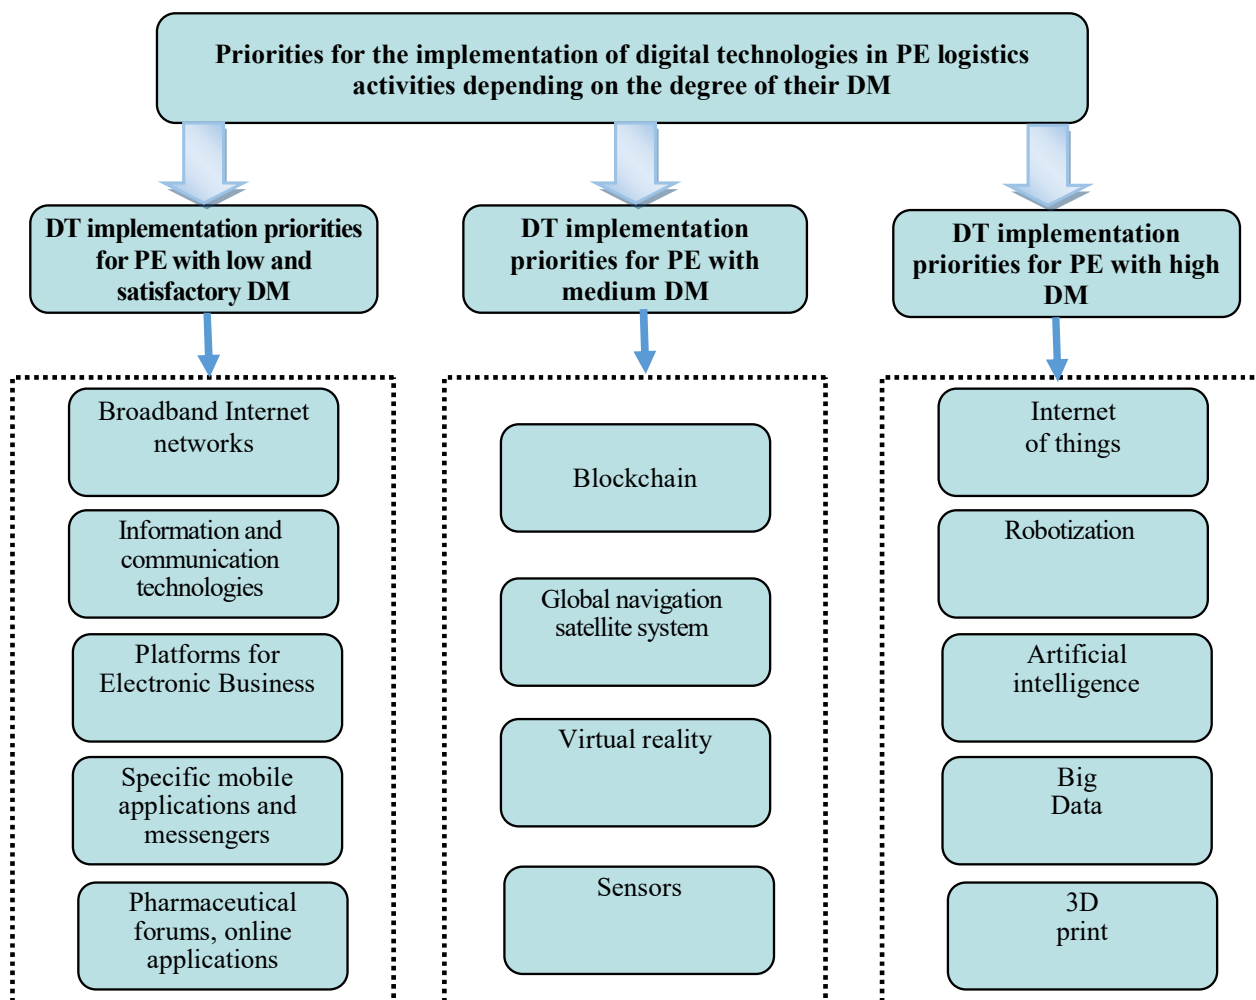 Priorities for the implementation of digital technologies in PE logistics
activities depending on the degree of their DM
DT implementation priorities
for PE with low and
satisfactory DM
DT implementation
priorities for PE with
medium DM
DT implementation
priorities for PE with high
DM
Broadband Internet
networks
Information and
communication
technologies
Platforms for
Electronic Business
Specific mobile
applications and
messengers
Pharmaceutical
forums, online
applications
Blockchain
Global navigation
satellite system
Virtual reality
Sensors
Internet
of things
Robotization
Artificial
intelligence
Big
Data
3D
print